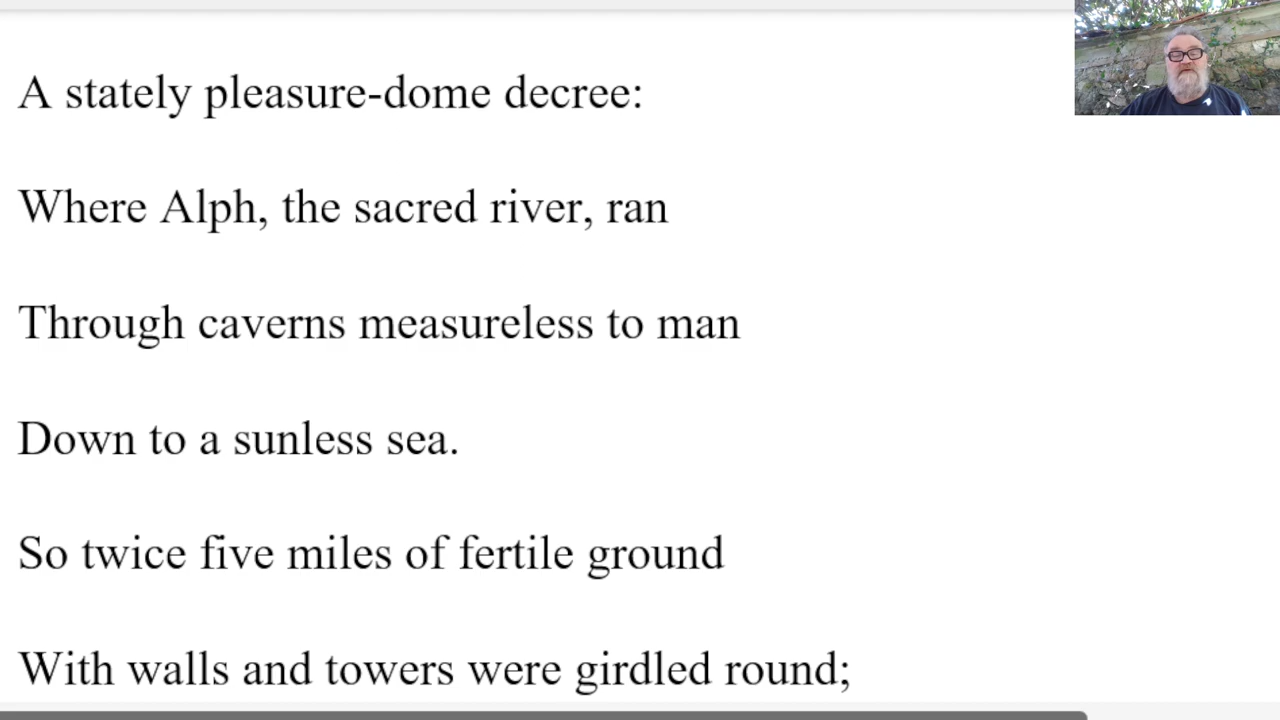 A stately pleasure-dome decree:
Where Alph, the sacred river, ran
Through caverns measureless to man
Down to a sunless sea.
So twice five miles of fertile ground
With walls and towers were girdled round;